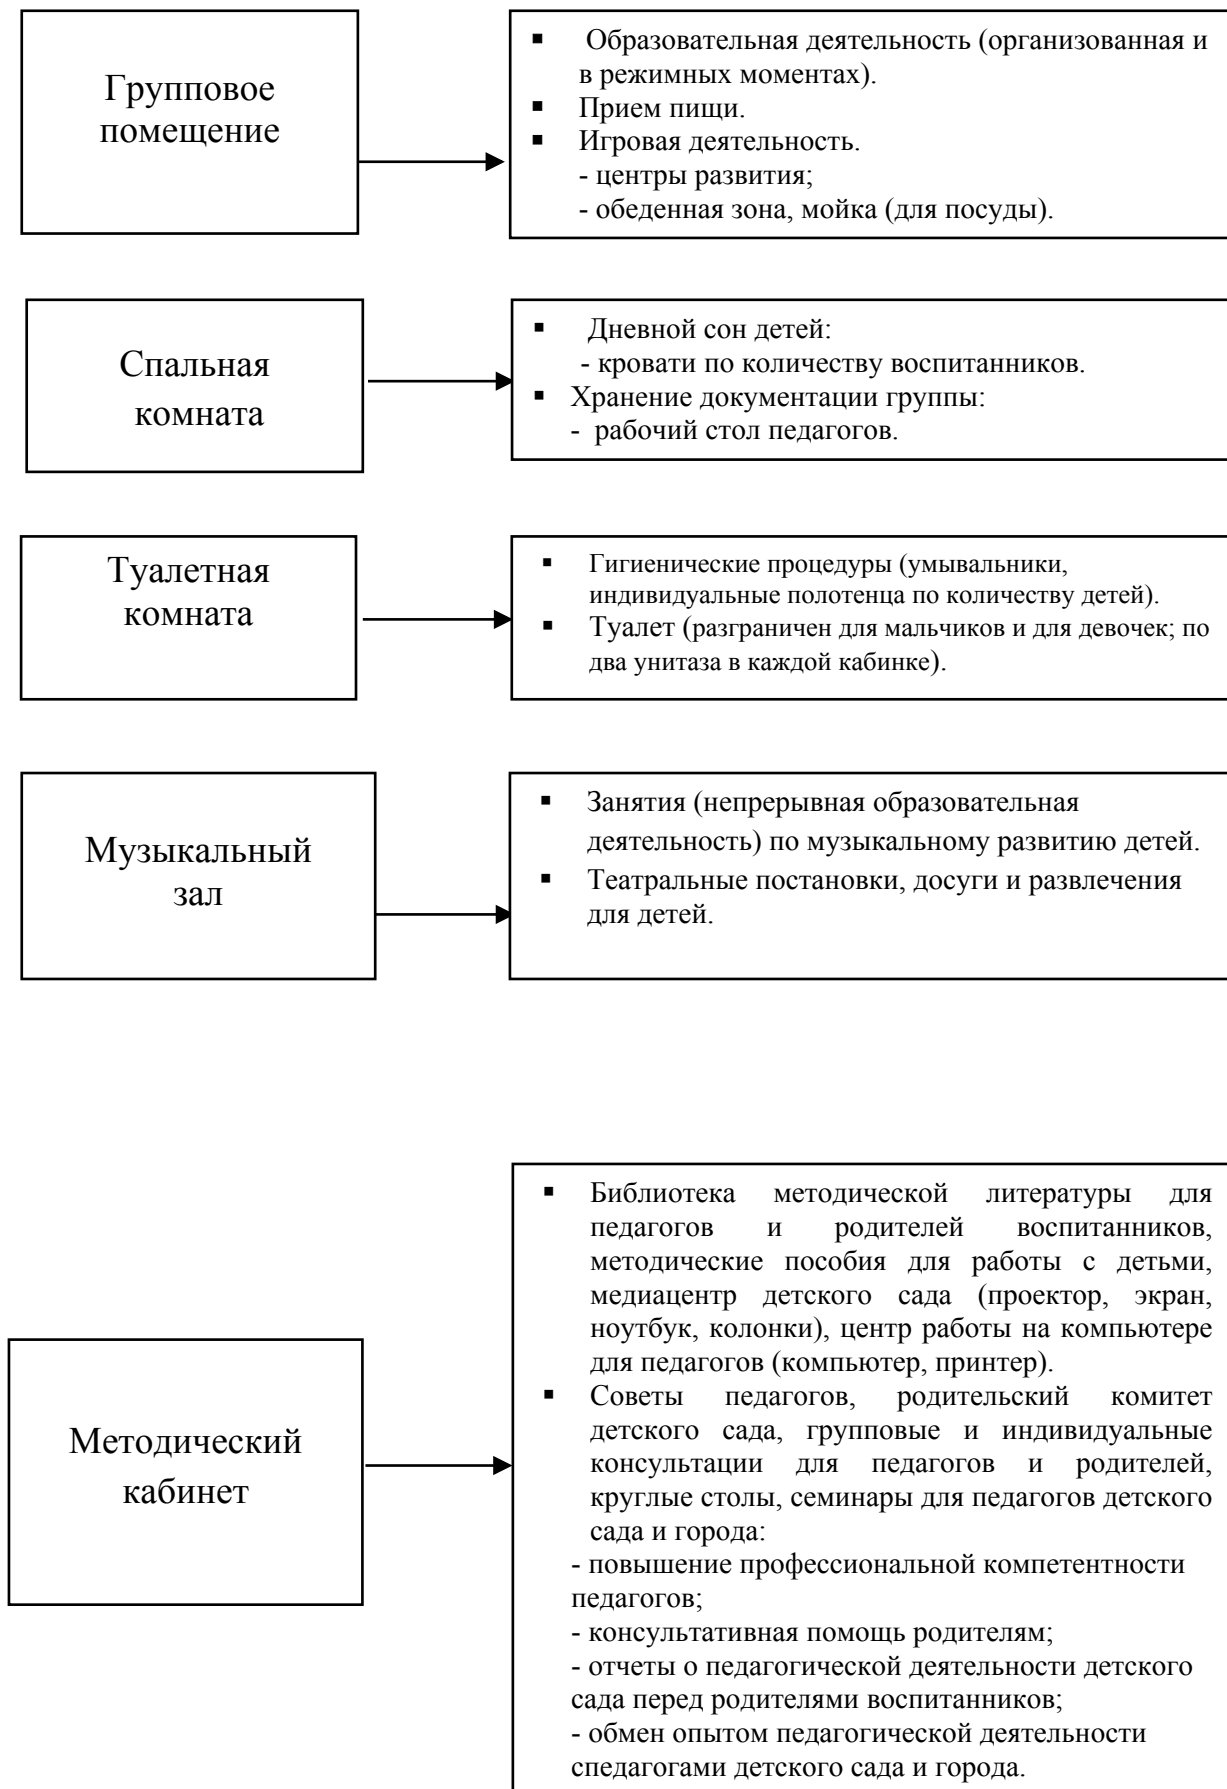 Групповое
помещение
▪ Образовательная деятельность (организованная и
в режимных моментах).
▪ Прием пищи.
▪ Игровая деятельность.
- центры развития;
- обеденная зона, мойка (для посуды).
Спальная
комната
▪ Дневной сон детей:
- кровати по количеству воспитанников.
▪ Хранение документации группы:
- рабочий стол педагогов.
Туалетная
комната
▪ Гигиенические процедуры (умывальники,
индивидуальные полотенца по количеству детей).
▪ Туалет (разграничен для мальчиков и для девочек; по
два унитаза в каждой кабинке).
Музыкальный
зал
▪ Занятия (непрерывная образовательная
деятельность) по музыкальному развитию детей.
▪ Театральные постановки, досуги и развлечения
для детей.
Методический
кабинет
▪ Библиотека методической литературы для
педагогов и родителей воспитанников,
методические пособия для работы с детьми,
медиацентр детского сада (проектор, экран,
ноутбук, колонки), центр работы на компьютере
для педагогов (компьютер, принтер).
▪ Советы педагогов, родительский комитет
детского сада, групповые и индивидуальные
консультации для педагогов и родителей,
круглые столы, семинары для педагогов детского
сада и города:
- повышение профессиональной компетентности
педагогов;
- консультативная помощь родителям;
- отчеты о педагогической деятельности детского
сада перед родителями воспитанников;
- обмен опытом педагогической деятельности
спедагогами детского сада и города.